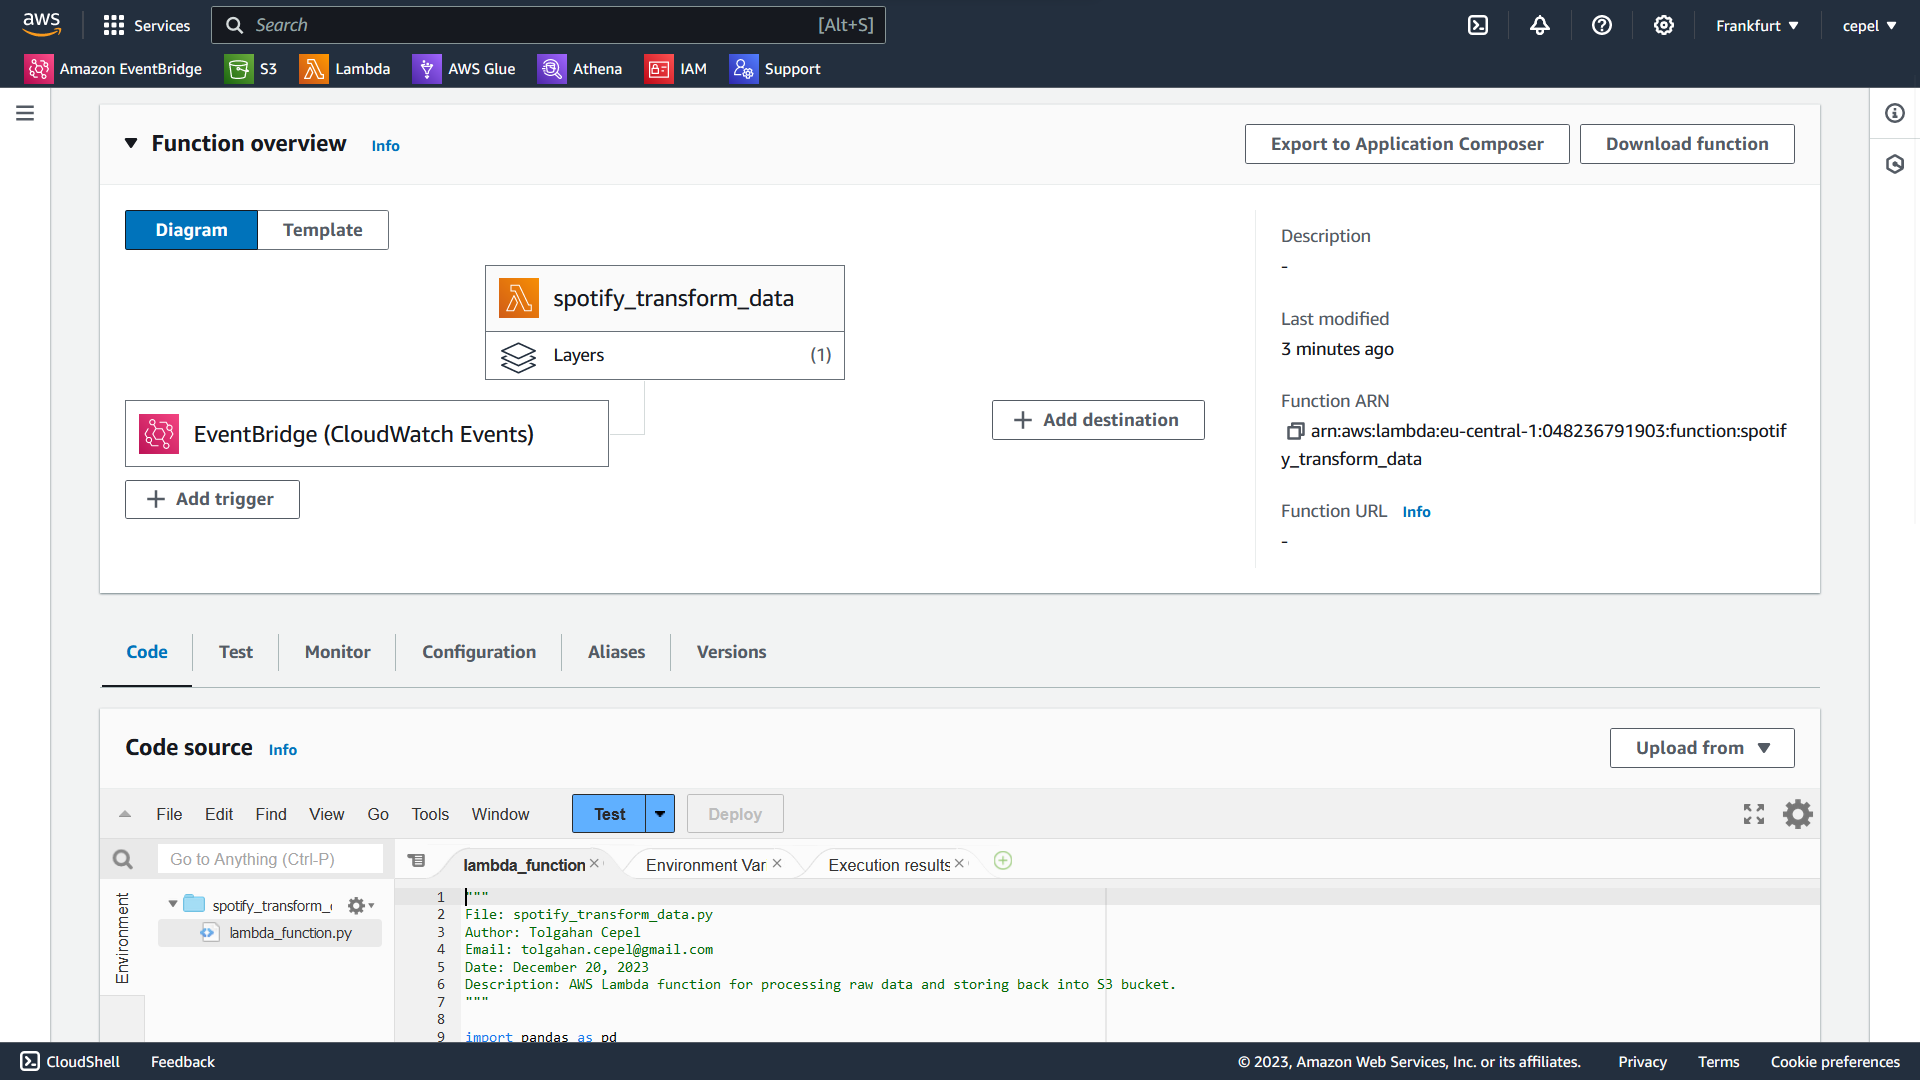 aws
Services
Search
[Alt+S]
Frankfurt
cepel
Amazon EventBridge
S3
Lambda
AWS Glue
Athena
IAM
Support
Function overview
Info
Export to Application Composer
Download function
Diagram
Template
spotify_transform_data
Layers
(1)
EventBridge (CloudWatch Events)
+ Add trigger
+ Add destination
Description
-
Last modified
3 minutes ago
Function ARN
arn:aws:lambda:eu-central-1:048236791903:function:spotif
y_transform_data
Function URL
Info
-
Code
Test
Monitor
Configuration
Aliases
Versions
Code source
Info
Upload from
File
Edit
Find
View
Go
Tools
Window
Test
Deploy
Go to Anything (Ctrl-P)
lambda_function
Environment Var
Execution results
Environment
spotify_transform_
lambda_function.py
1 """
2 File: spotify_transform_data.py
3 Author: Tolgahan Cepel
4 Email: tolgahan.cepel@gmail.com
5 Date: December 20, 2023
6 Description: AWS Lambda function for processing raw data and storing back into S3 bucket.
7 """
8
9 import pandas as pd
CloudShell
Feedback
© 2023, Amazon Web Services, Inc. or its affiliates.
Privacy
Terms
Cookie preferences